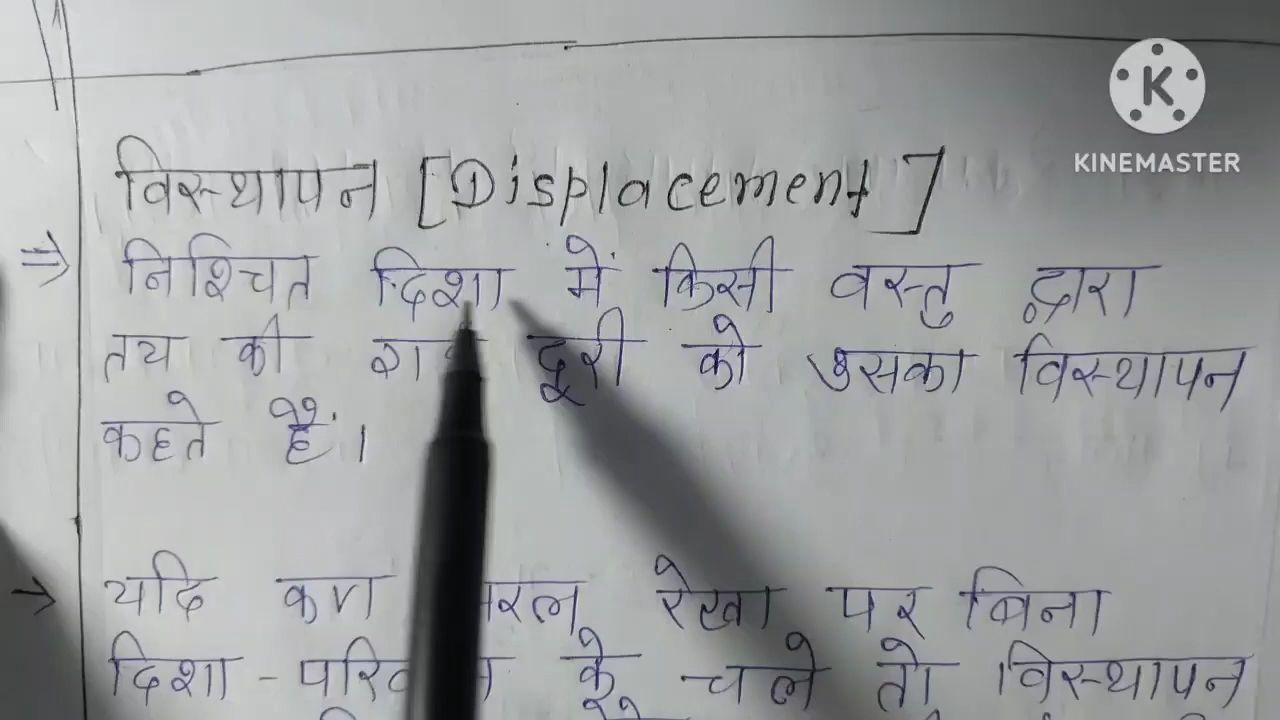 KINEMASTER
विस्थापन [Displacement]
⇒ निश्चित दिशा में किसी वस्तु द्वारा
तय की दूरी को उसका विस्थापन
कहते हैं।
→ यदि कण रेखा पर बिना
दिशा - के चले तो विस्थापन